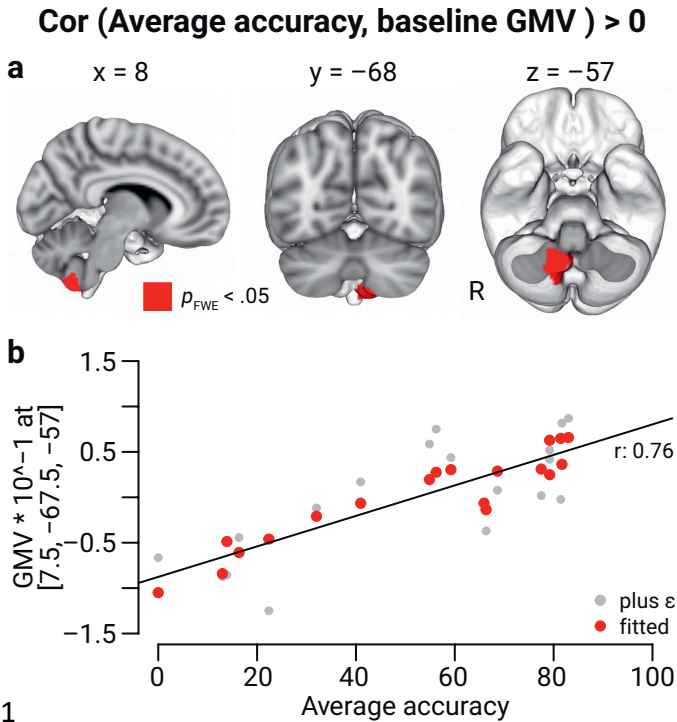 Cor (Average accuracy, baseline GMV ) > 0
a
x = 8
y = −68
z = −57
p_FWE < .05
R
b
1.5
0.5
−0.5
−1.5
GMV * 10^−1 at
[7.5, −67.5, −57]
r: 0.76
plus ε
fitted
0 20 40 60 80 100
Average accuracy
1